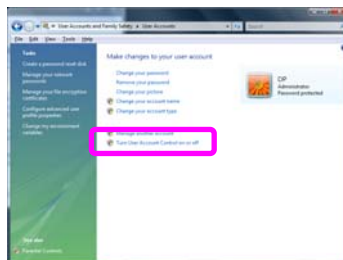 User Accounts and Family Safety ▸ User Accounts
Search
File Edit View Tools Help
Tasks
Create a password reset disk
Manage your network passwords
Manage your file encryption certificates
Configure advanced user profile properties
Change my environment variables
See also
Parental Controls
Make changes to your user account
Change your password
Remove your password
Change your picture
Change your account name
Change your account type
Manage another account
Turn User Account Control on or off
OP
Administrator
Password protected